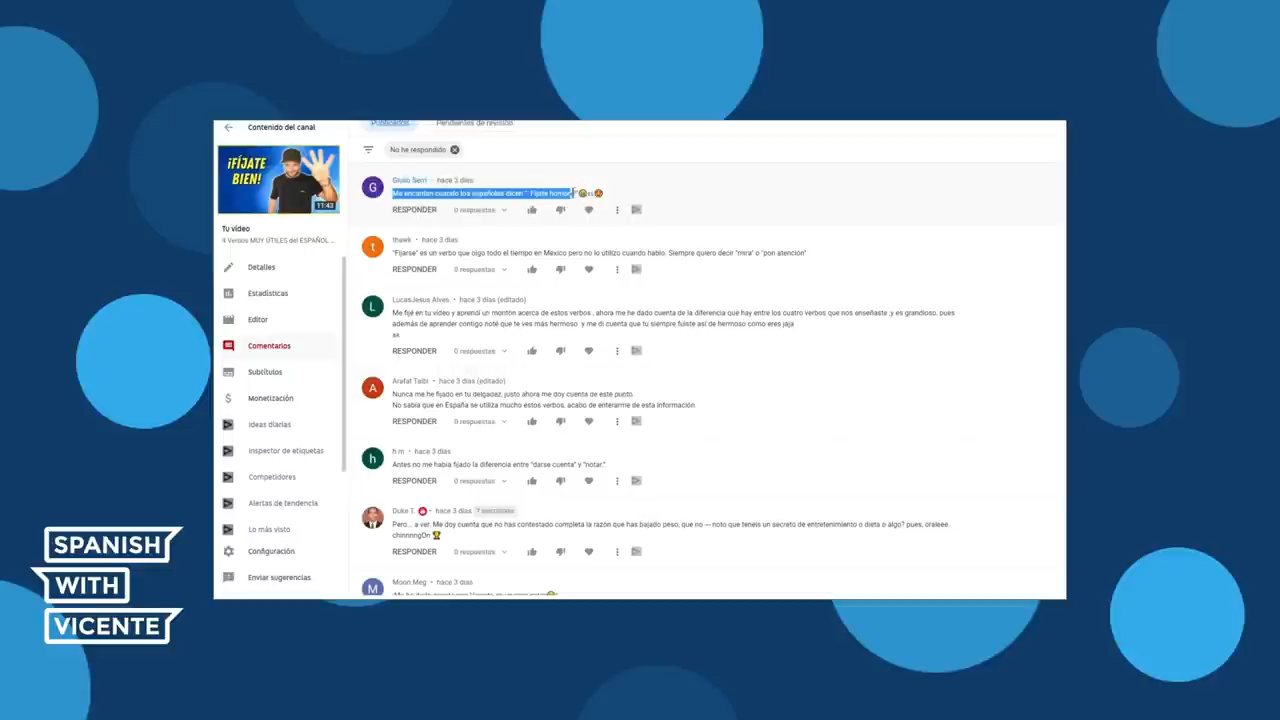 Contenido del canal
¡FÍJATE
BIEN!
11:43
Tu vídeo
4 Verbos MUY ÚTILES del ESPAÑOL ...
Detalles
Estadísticas
Editor
Comentarios
Subtítulos
Monetización
Ideas diarias
Inspector de etiquetas
Competidores
Alertas de tendencia
Lo más visto
Configuración
Enviar sugerencias
Publicados
Pendientes de revisión
No he respondido
G
Giulio Serri hace 3 días
Me encantan cuando los españoles dicen " Fíjate
RESPONDER 0 respuestas
t
thawk • hace 3 días
"Fijarse" es un verbo que oigo todo el tiempo en México pero no lo utilizo cuando hablo. Siempre quiero decir "mira" o "pon atención"
RESPONDER 0 respuestas
L
LucasJesus Alves • hace 3 días (editado)
Me fijé en tu video y aprendí un montón acerca de estos verbos , ahora me he dado cuenta de la diferencia que hay entre los cuatro verbos que nos enseñaste ,y es grandioso, pues
además de aprender contigo noté que te ves más hermoso y me di cuenta que tu siempre fuiste así de hermoso como eres jaja
RESPONDER 0 respuestas
A
Arafat Talbi • hace 3 días (editado)
Nunca me he fijado en tu delgadaz, justo ahora me doy cuenta de este punto.
No sabía que en España se utiliza mucho estos verbos, acabo de enterarme de esta información.
RESPONDER 0 respuestas
h
h m • hace 3 días
Antes no me había fijado la diferencia entre "darse cuenta" y "notar."
RESPONDER 0 respuestas
Duke T. • hace 3 días
Pero... a ver. Me doy cuenta que no has contestado completa la razón que has bajado peso, que no -- noto que tenéis un secreto de entretenimiento o dieta o algo? pues, oraleee.
chinnnngOn 🏆
RESPONDER 0 respuestas
M
Moon Meg • hace 3 días
SPANISH
WITH
VICENTE